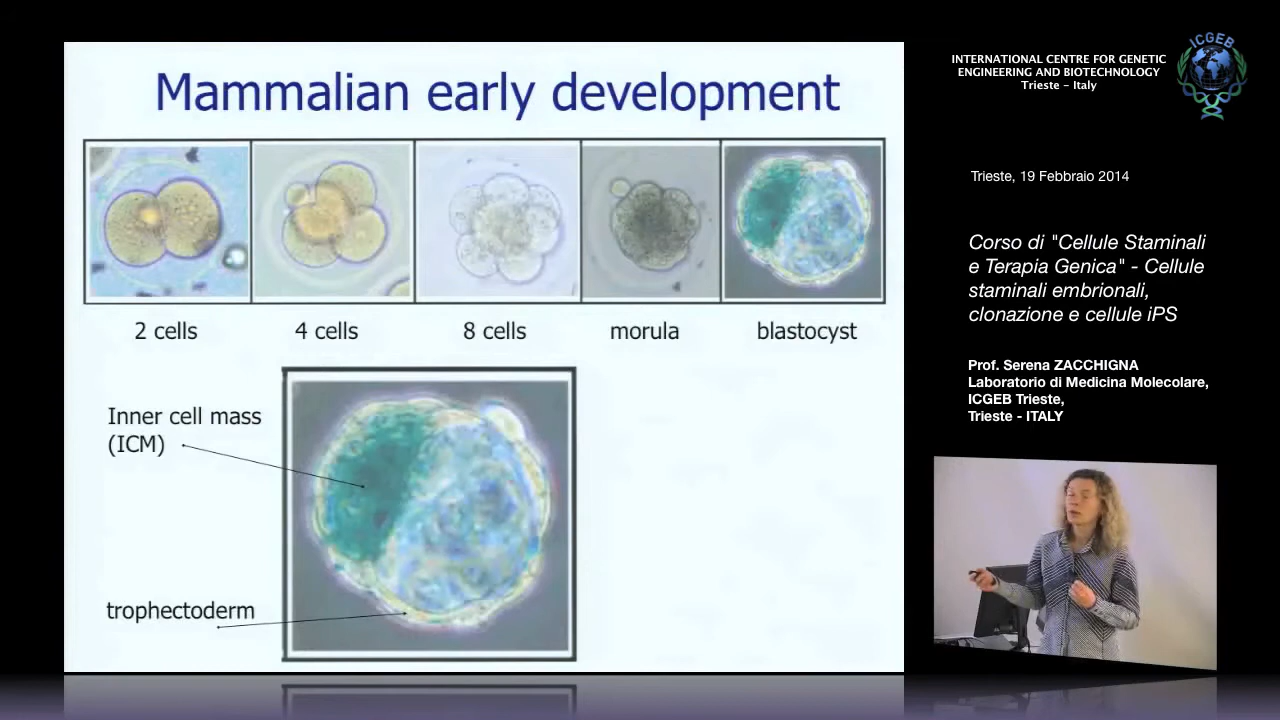 Mammalian early development
2 cells
4 cells
8 cells
morula
blastocyst
Inner cell mass
(ICM)
trophectoderm
INTERNATIONAL CENTRE FOR GENETIC
ENGINEERING AND BIOTECHNOLOGY
Trieste - Italy
ICGEB
Trieste, 19 Febbraio 2014
Corso di "Cellule Staminali
e Terapia Genica" - Cellule
staminali embrionali,
clonazione e cellule iPS
Prof. Serena ZACCHIGNA
Laboratorio di Medicina Molecolare,
ICGEB Trieste,
Trieste - ITALY